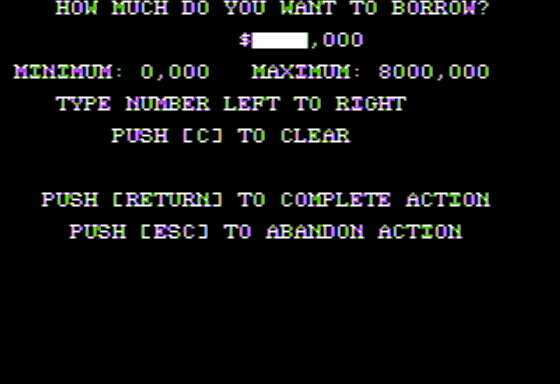 HOW MUCH DO YOU WANT TO BORROW?
$ ,000
MINIMUM: 0,000 MAXIMUM: 8000,000
TYPE NUMBER LEFT TO RIGHT
PUSH [C] TO CLEAR
PUSH [RETURN] TO COMPLETE ACTION
PUSH [ESC] TO ABANDON ACTION